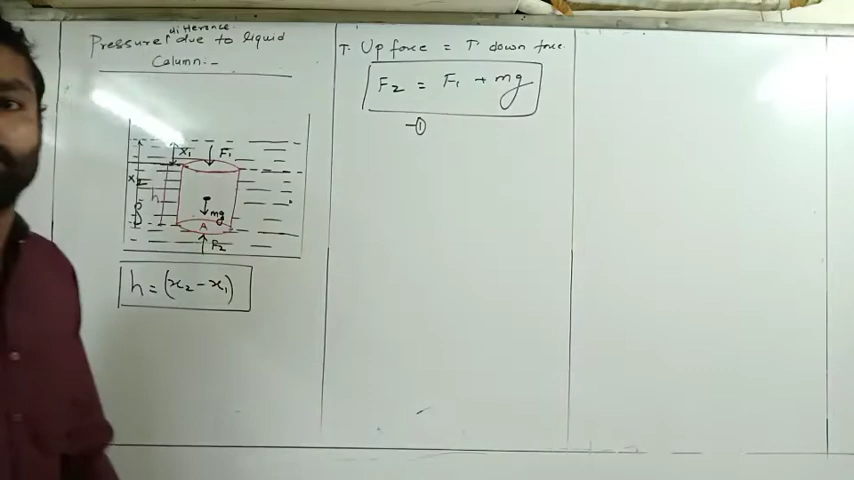 Pressure difference due to liquid
Column:-
x₁ F₁
x₂
h
mg
A
F₂
h = (x₂ - x₁)
T. Up force = T. down force
F₂ = F₁ + mg
-①